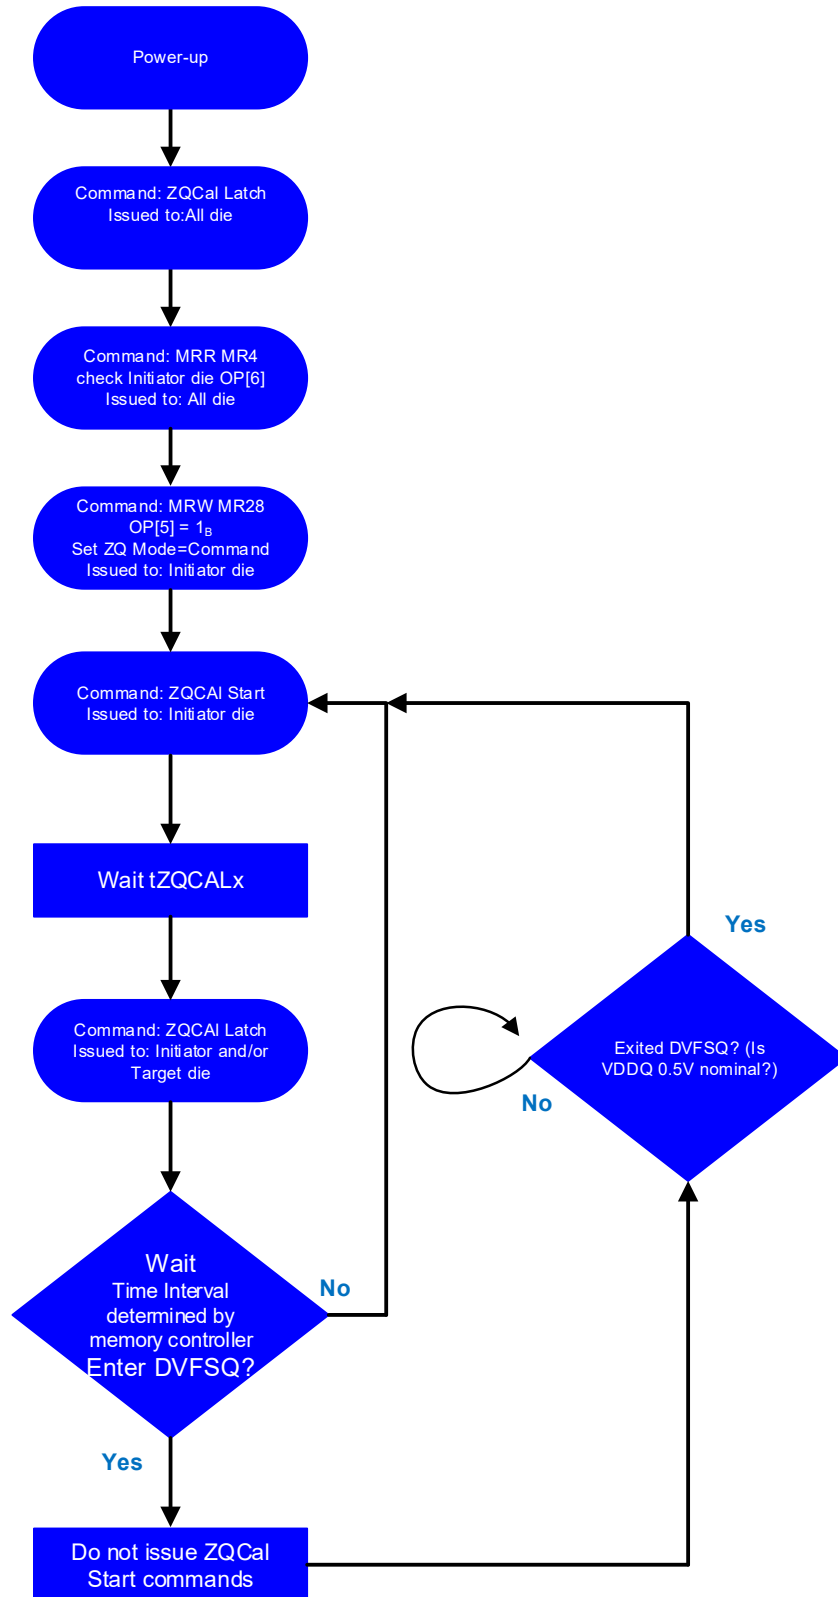 Power-up
Command: ZQCal Latch
Issued to:All die
Command: MRR MR4
check Initiator die OP[6]
Issued to: All die
Command: MRW MR28
OP[5] = 1B
Set ZQ Mode=Command
Issued to: Initiator die
Command: ZQCAl Start
Issued to: Initiator die
Wait tZQCALx
Command: ZQCAl Latch
Issued to: Initiator and/or
Target die
Wait
Time Interval
determined by
memory controller
Enter DVFSQ?
No
Yes
Do not issue ZQCal
Start commands
Yes
Exited DVFSQ? (Is
VDDQ 0.5V nominal?)
No